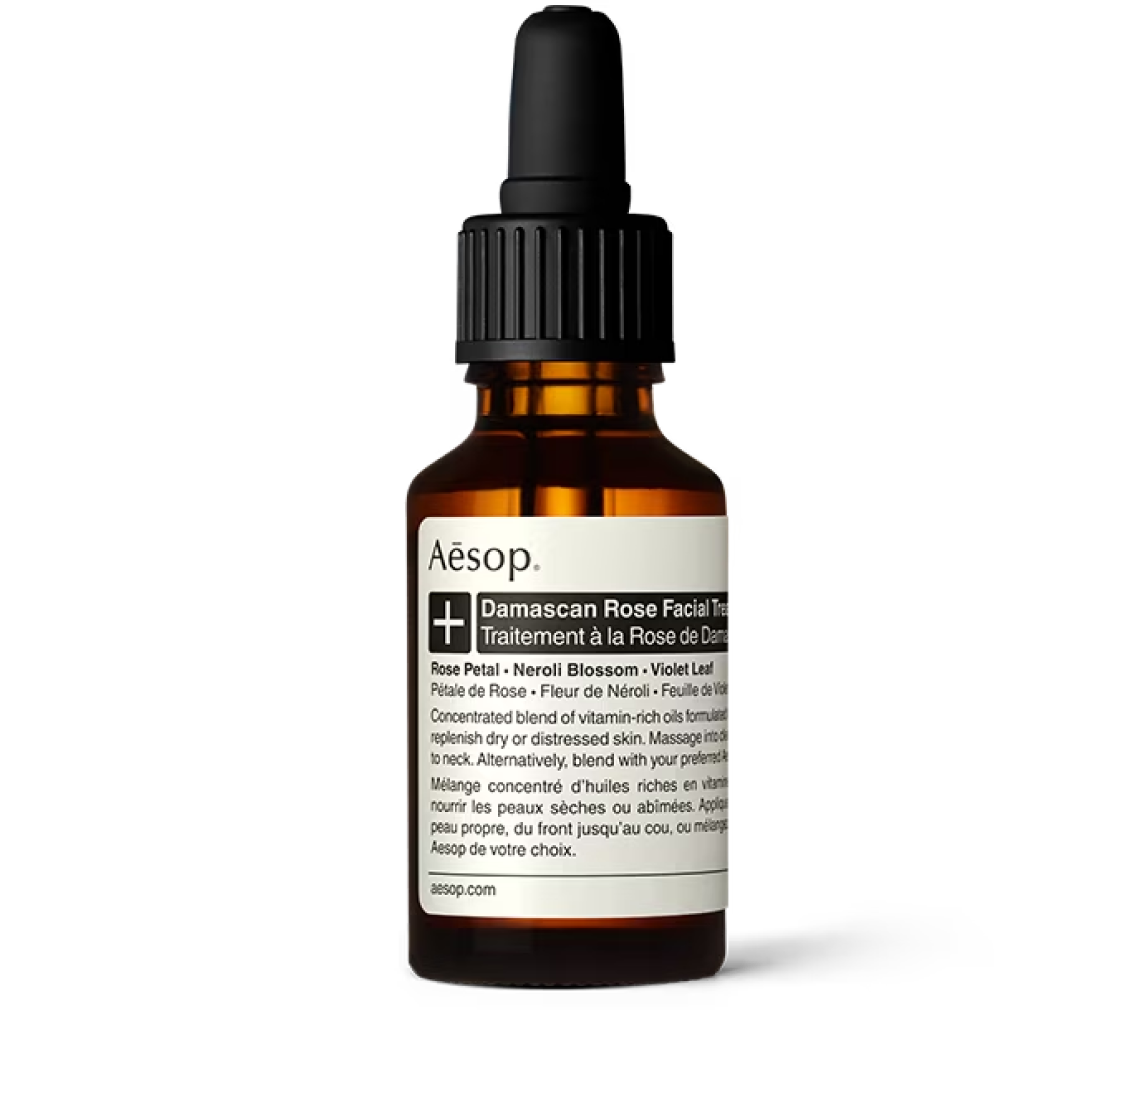 Aēsop.
Damascan Rose Facial
Traitement à la Rose de
Rose Petal • Neroli Blossom • Violet Leaf
Pétale de Rose • Fleur de Néroli • Feuille de
Concentrated blend of vitamin-rich oils
replenish dry or distressed skin. Massage into
to neck. Alternatively, blend with your preferred
Mélange concentré d’huiles riches en
nourrir les peaux sèches ou abîmées.
peau propre, du front jusqu’au cou, ou
Aesop de votre choix.
aesop.com